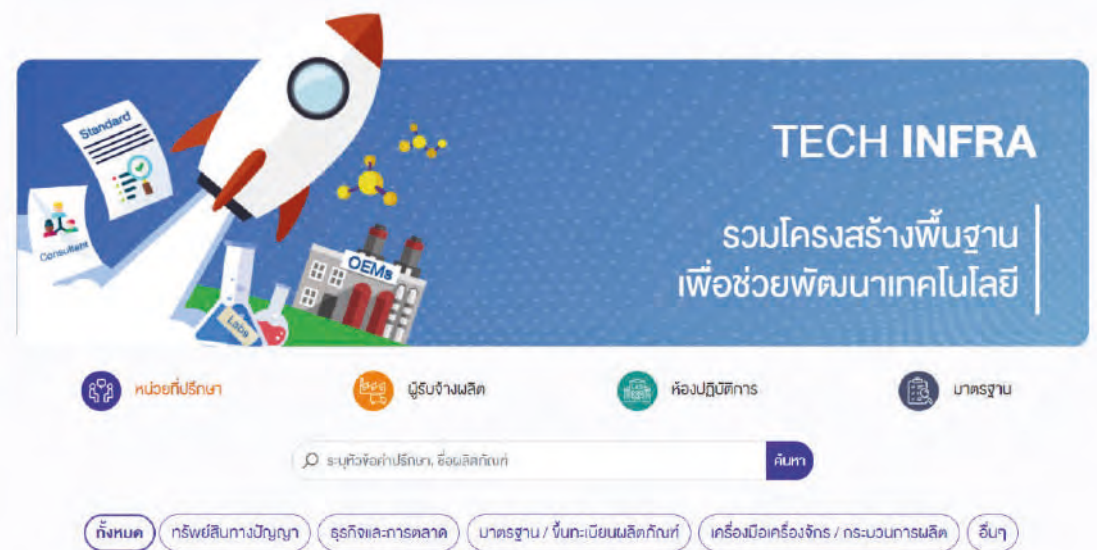 Standard
Consultant
OEMs
Labs
TECH INFRA
รวมโครงสร้างพื้นฐาน
เพื่อช่วยพัฒนาเทคโนโลยี
หน่วยที่ปรึกษา
ผู้รับจ้างผลิต
ห้องปฏิบัติการ
มาตรฐาน
ระบุหัวข้อคำปรึกษา, ชื่อผลิตภัณฑ์
ค้นหา
ทั้งหมด
ทรัพย์สินทางปัญญา
ธุรกิจและการตลาด
มาตรฐาน / ขึ้นทะเบียนผลิตภัณฑ์
เครื่องมือเครื่องจักร / กระบวนการผลิต
อื่นๆ